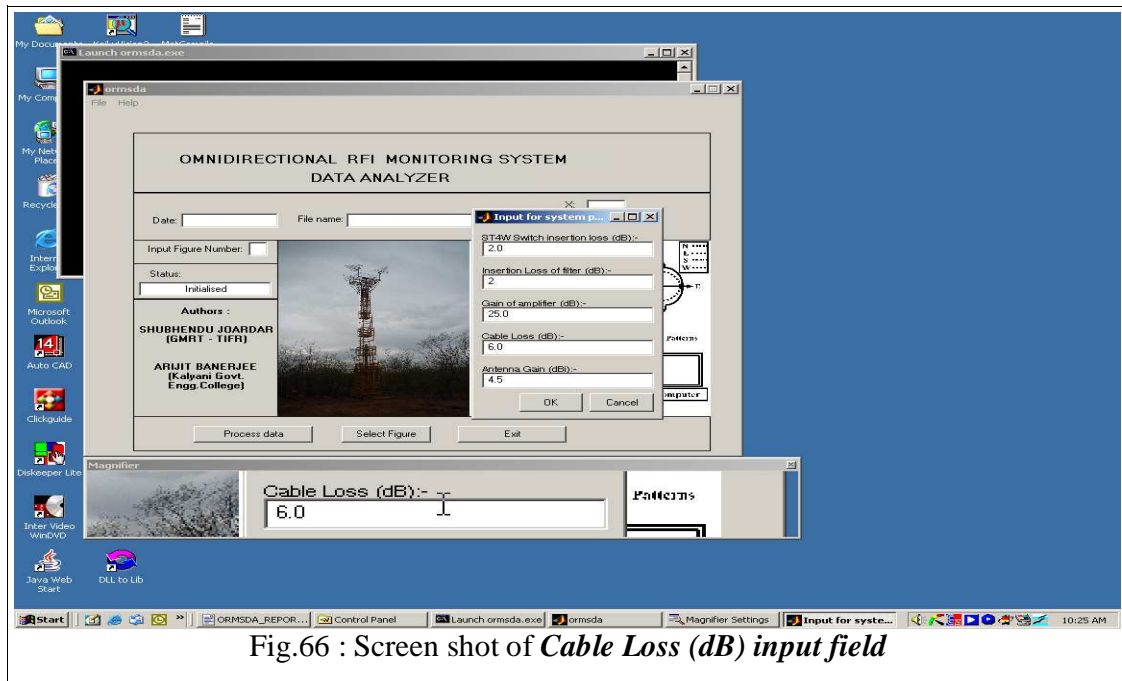 My Documents
Launch ormsda.exe
ormsda
File Help
OMNIDIRECTIONAL RFI MONITORING SYSTEM
DATA ANALYZER
X:
Date:
File name:
Input Figure Number:
Status:
Initialised
Authors :
SHUBHENDU JOARDAR
(GMRT - TIFR)
ARIJIT BANERJEE
(Kalyani Govt.
Engg.College)
Process data
Select Figure
Exit
Input for system p...
ST4W Switch insertion loss (dB):-
2.0
Insertion Loss of filter (dB):-
2
Gain of amplifier (dB):-
25.0
Cable Loss (dB):-
6.0
Antenna Gain (dBi):-
4.5
OK Cancel
N
S
W
E
Patterns
Magnifier
Cable Loss (dB):-
6.0
Patterns
My Net
Place
Recycle
Microsoft
Outlook
Auto CAD
Clickguide
Diskeeper Lite
Inter Video
WinDVD
Java Web
Start
DLL to Lib
Start
ORMSDA_REPOR...
Control Panel
Launch ormsda.exe
ormsda
Magnifier Settings
Input for syste...
10:25 AM
Fig.66 : Screen shot of Cable Loss (dB) input field